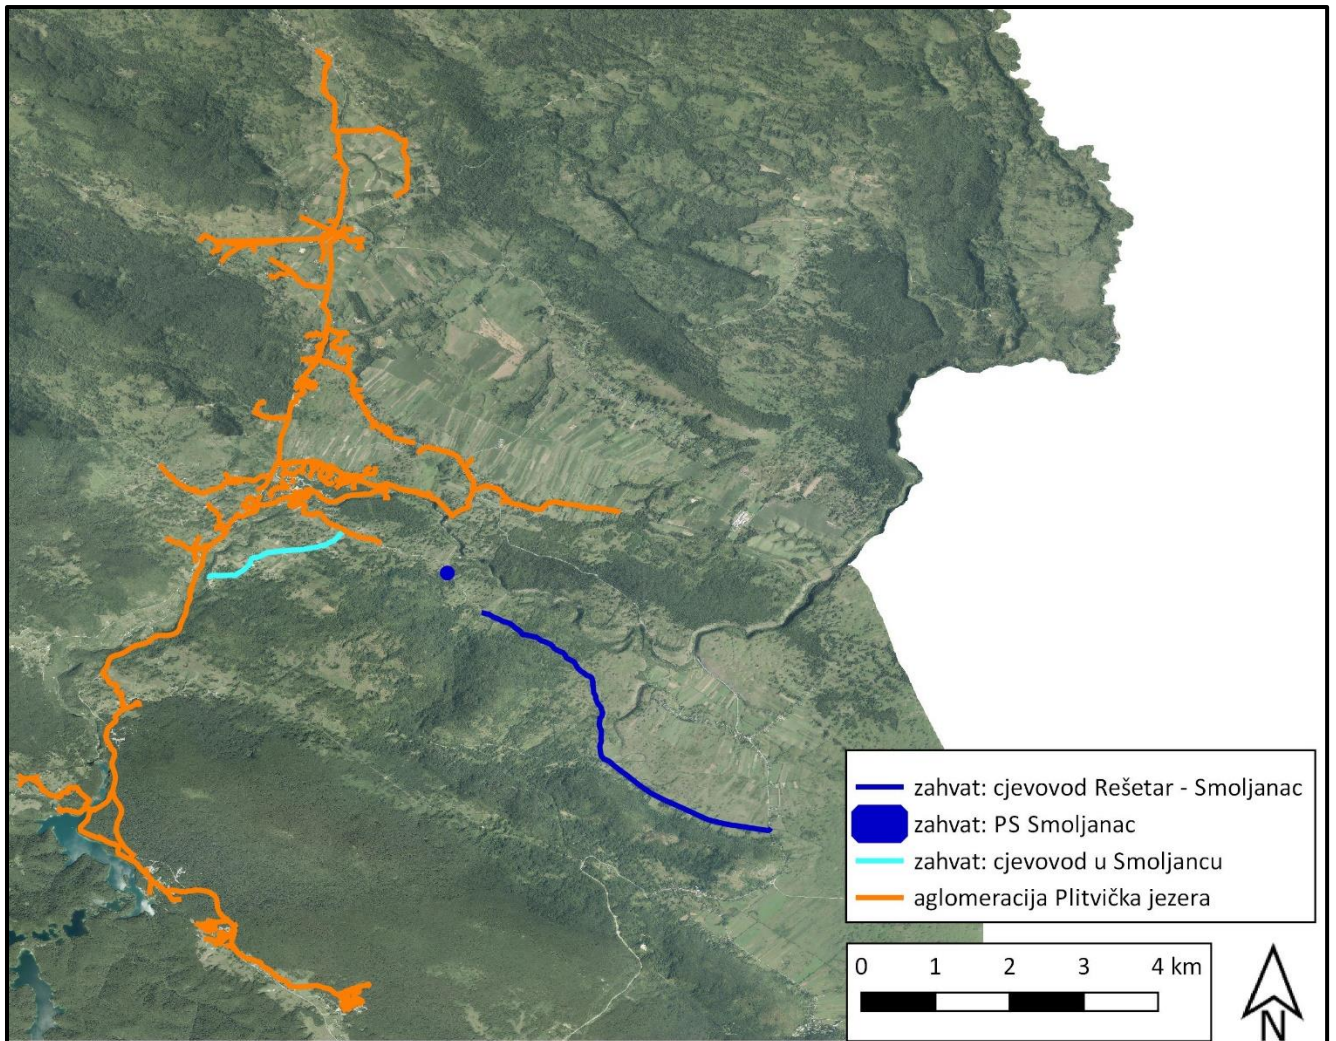 zahvat: cjevovod Rešetar - Smoljanac
zahvat: PS Smoljanac
zahvat: cjevovod u Smoljancu
aglomeracija Plitvička jezera
0 1 2 3 4 km
N